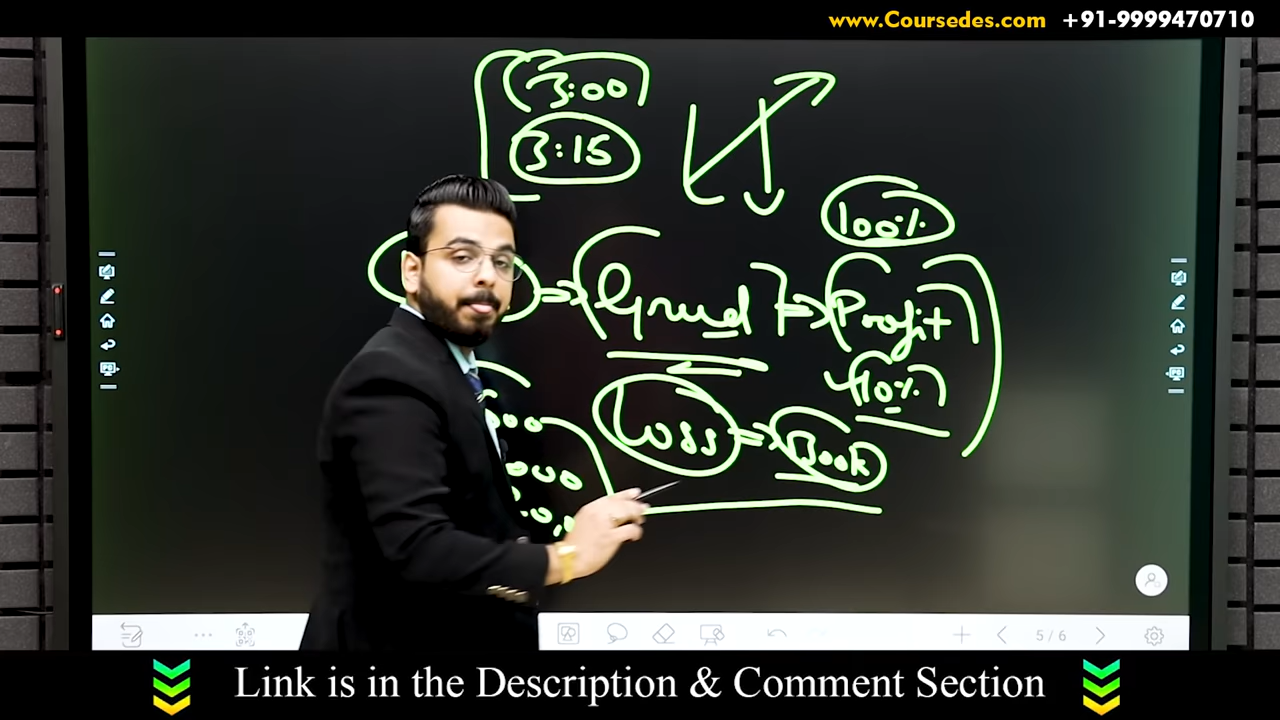 www.Coursedes.com +91-9999470710
3:00
3:15
100%
Profit
10%
Loss => Book
000
5 / 6
Link is in the Description & Comment Section